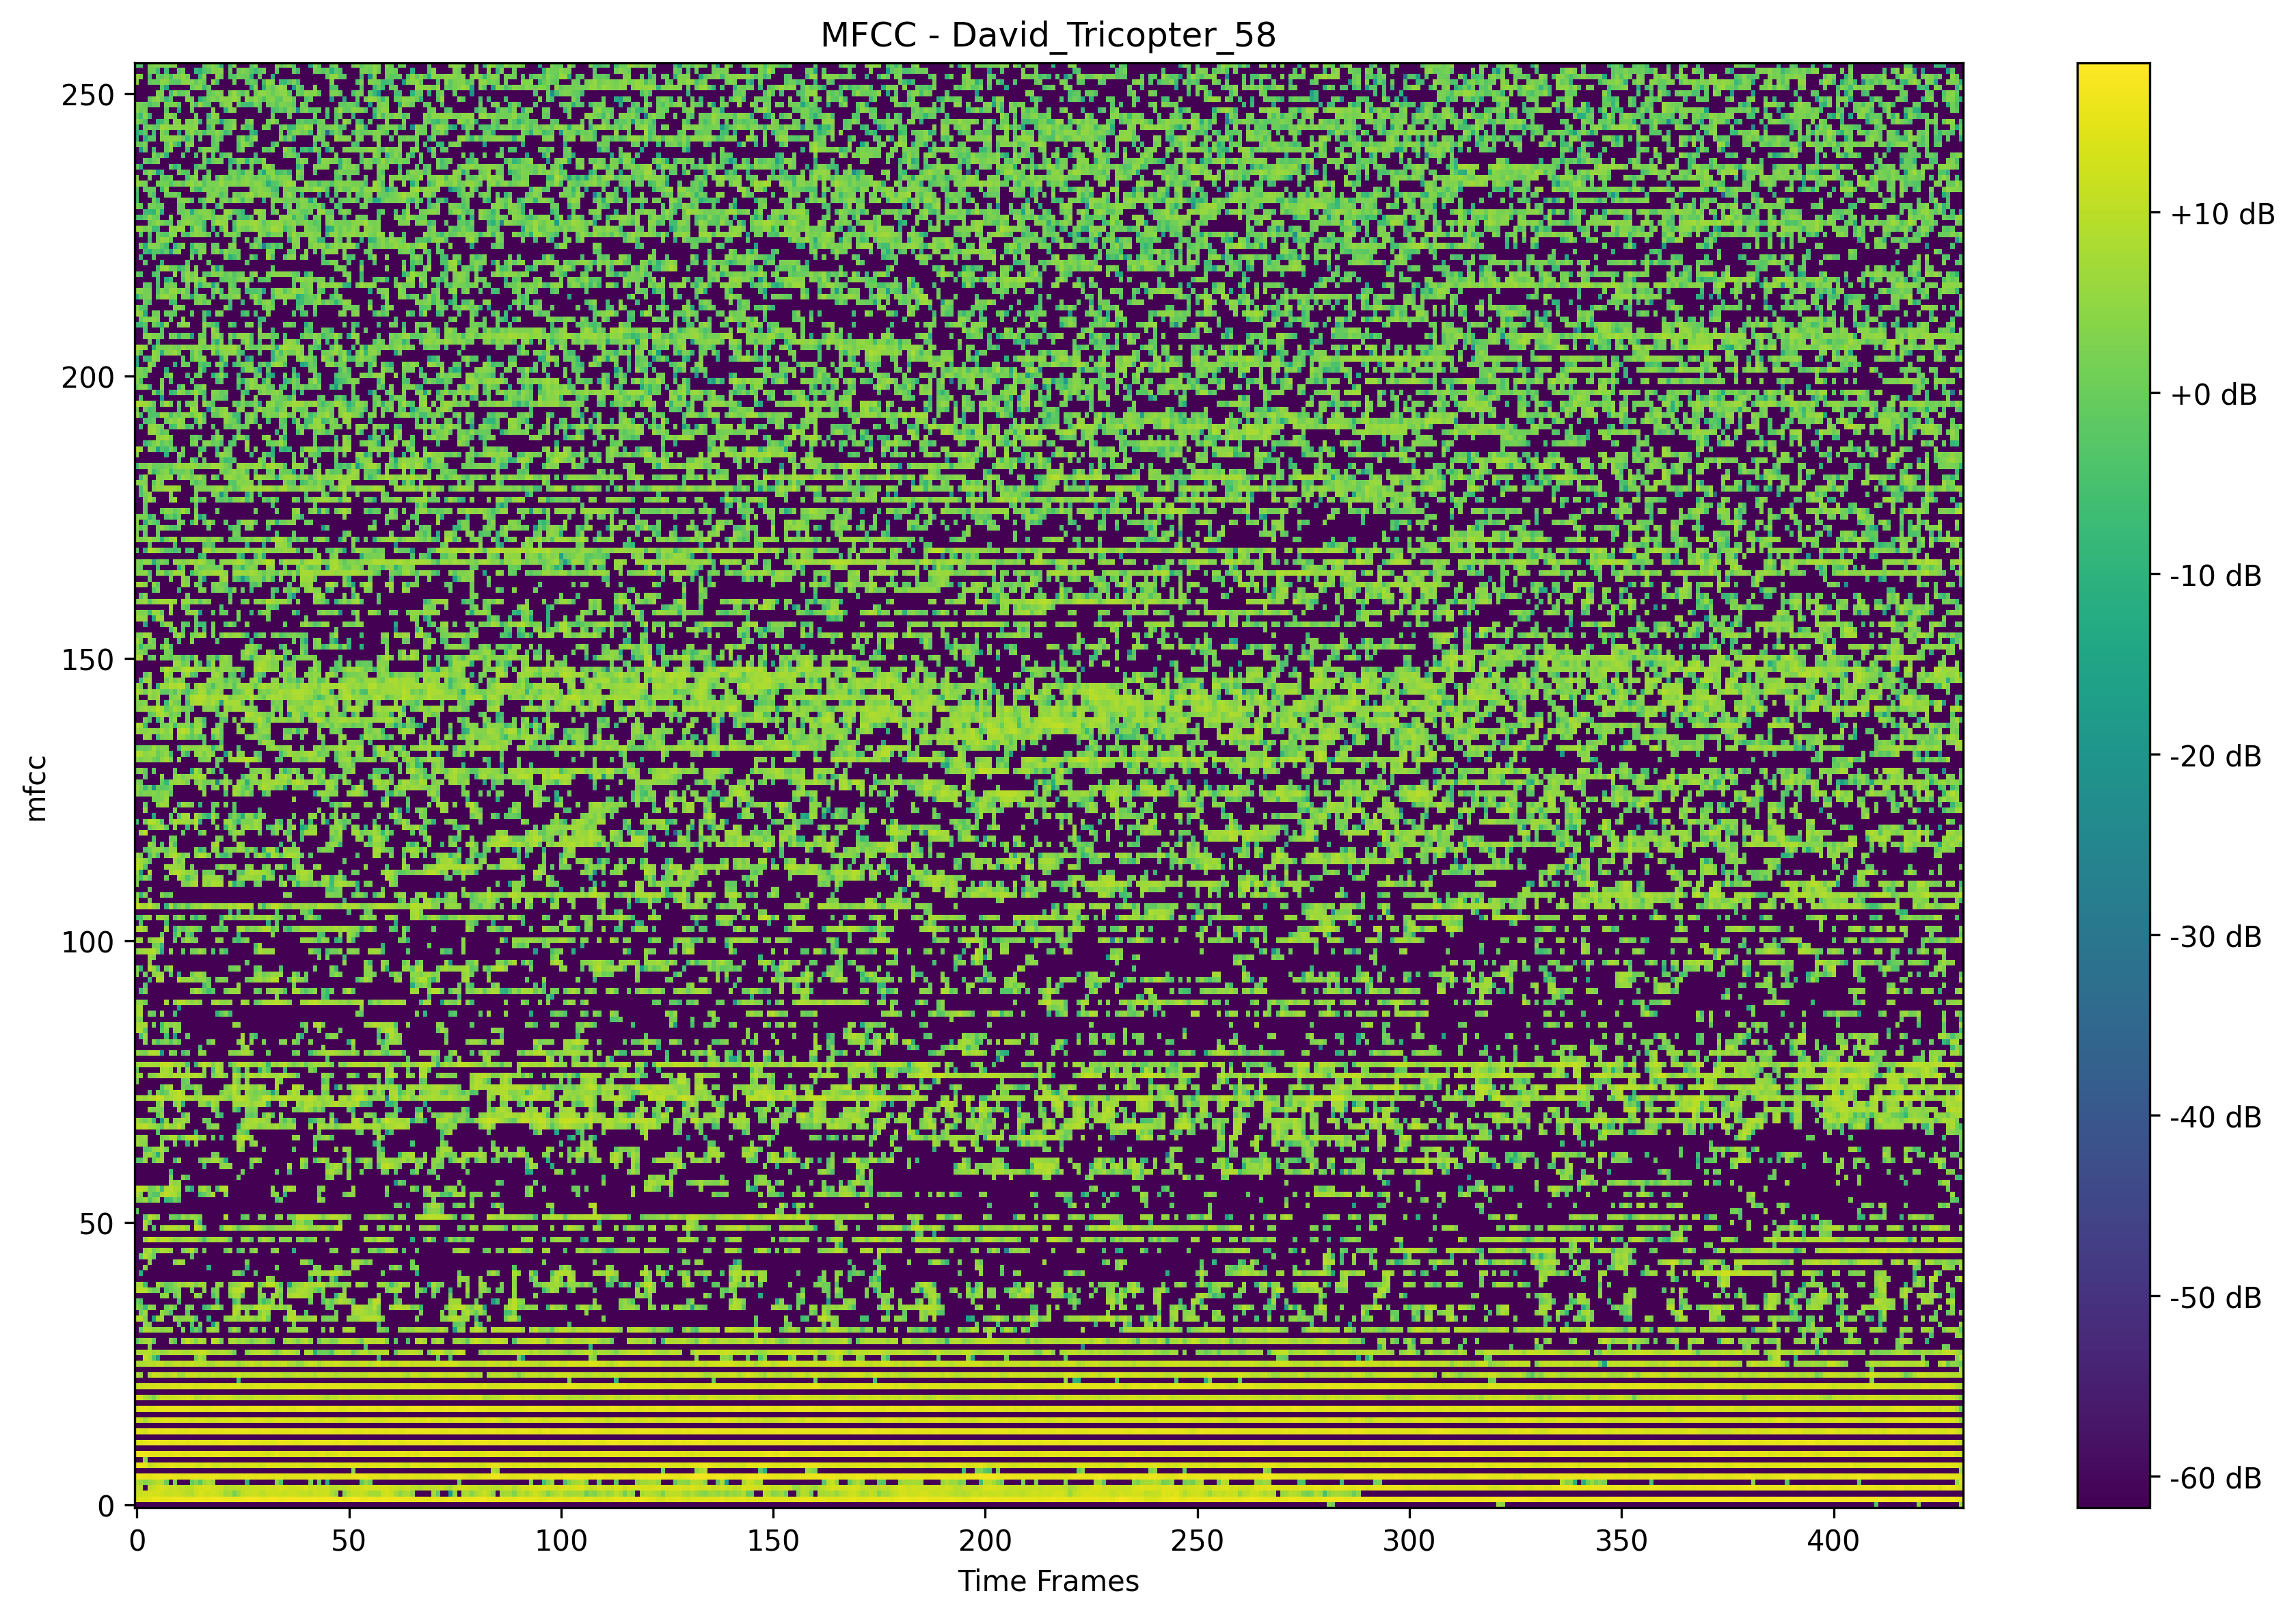 MFCC - David_Tricopter_58
250
200
150
100
50
0
mfcc
0 50 100 150 200 250 300 350 400
Time Frames
+10 dB
+0 dB
-10 dB
-20 dB
-30 dB
-40 dB
-50 dB
-60 dB